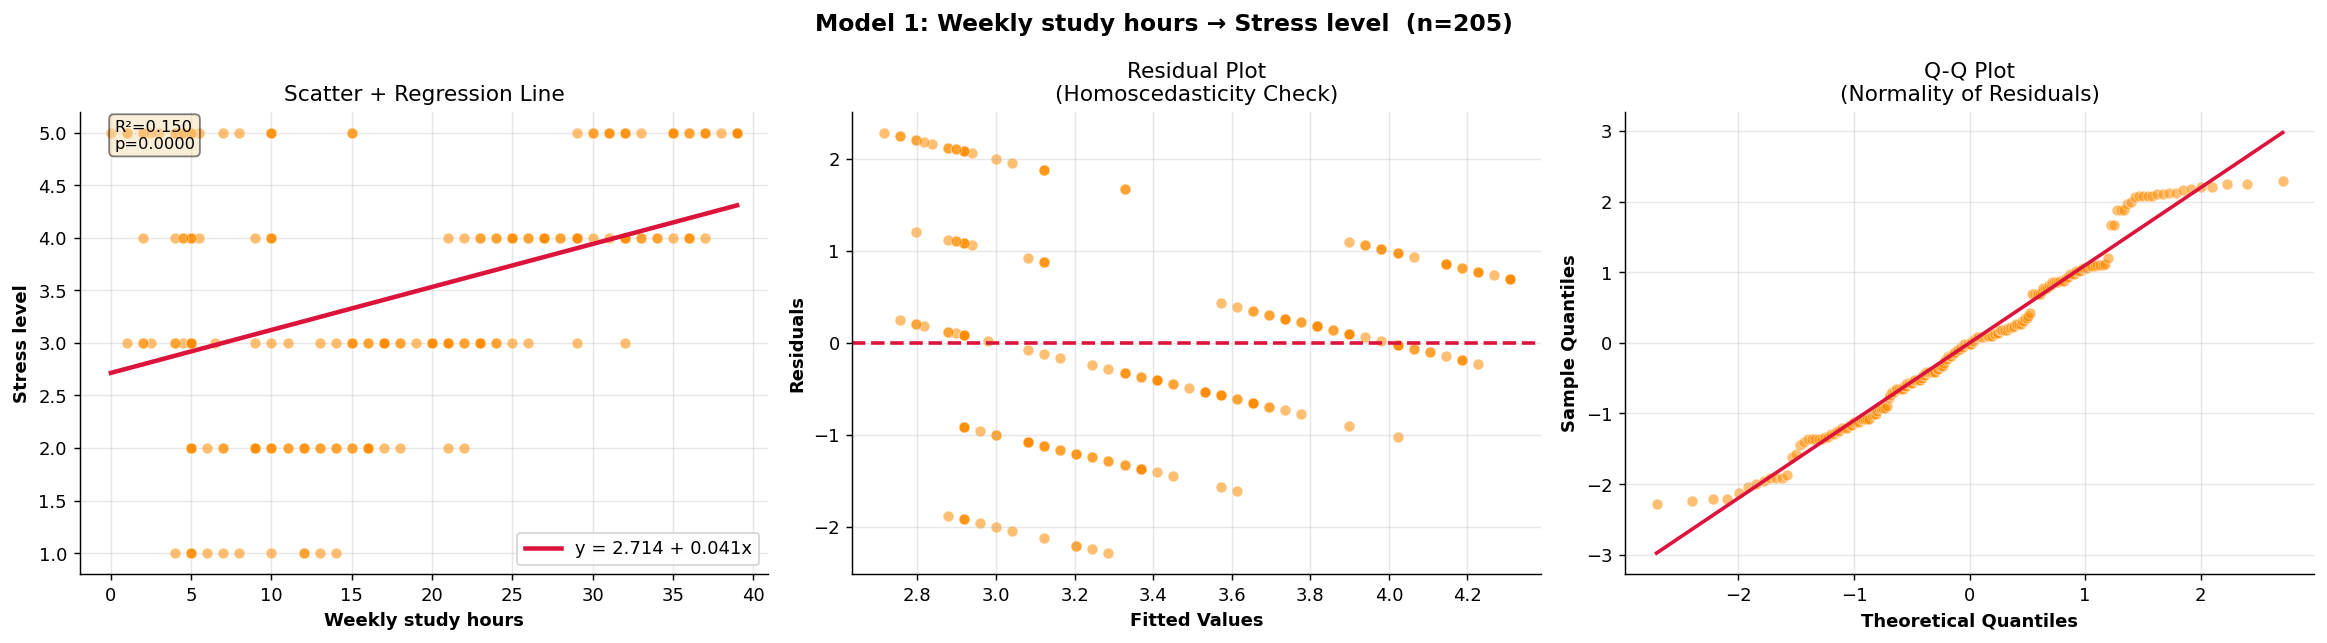 Model 1: Weekly study hours → Stress level  (n=205)
Scatter + Regression Line
R²=0.150
p=0.0000
5.0
4.5
4.0
3.5
3.0
2.5
2.0
1.5
1.0
Stress level
y = 2.714 + 0.041x
0 5 10 15 20 25 30 35 40
Weekly study hours
Residual Plot
(Homoscedasticity Check)
2
1
0
−1
−2
Residuals
2.8 3.0 3.2 3.4 3.6 3.8 4.0 4.2
Fitted Values
Q-Q Plot
(Normality of Residuals)
3
2
1
0
−1
−2
−3
Sample Quantiles
−2 −1 0 1 2
Theoretical Quantiles